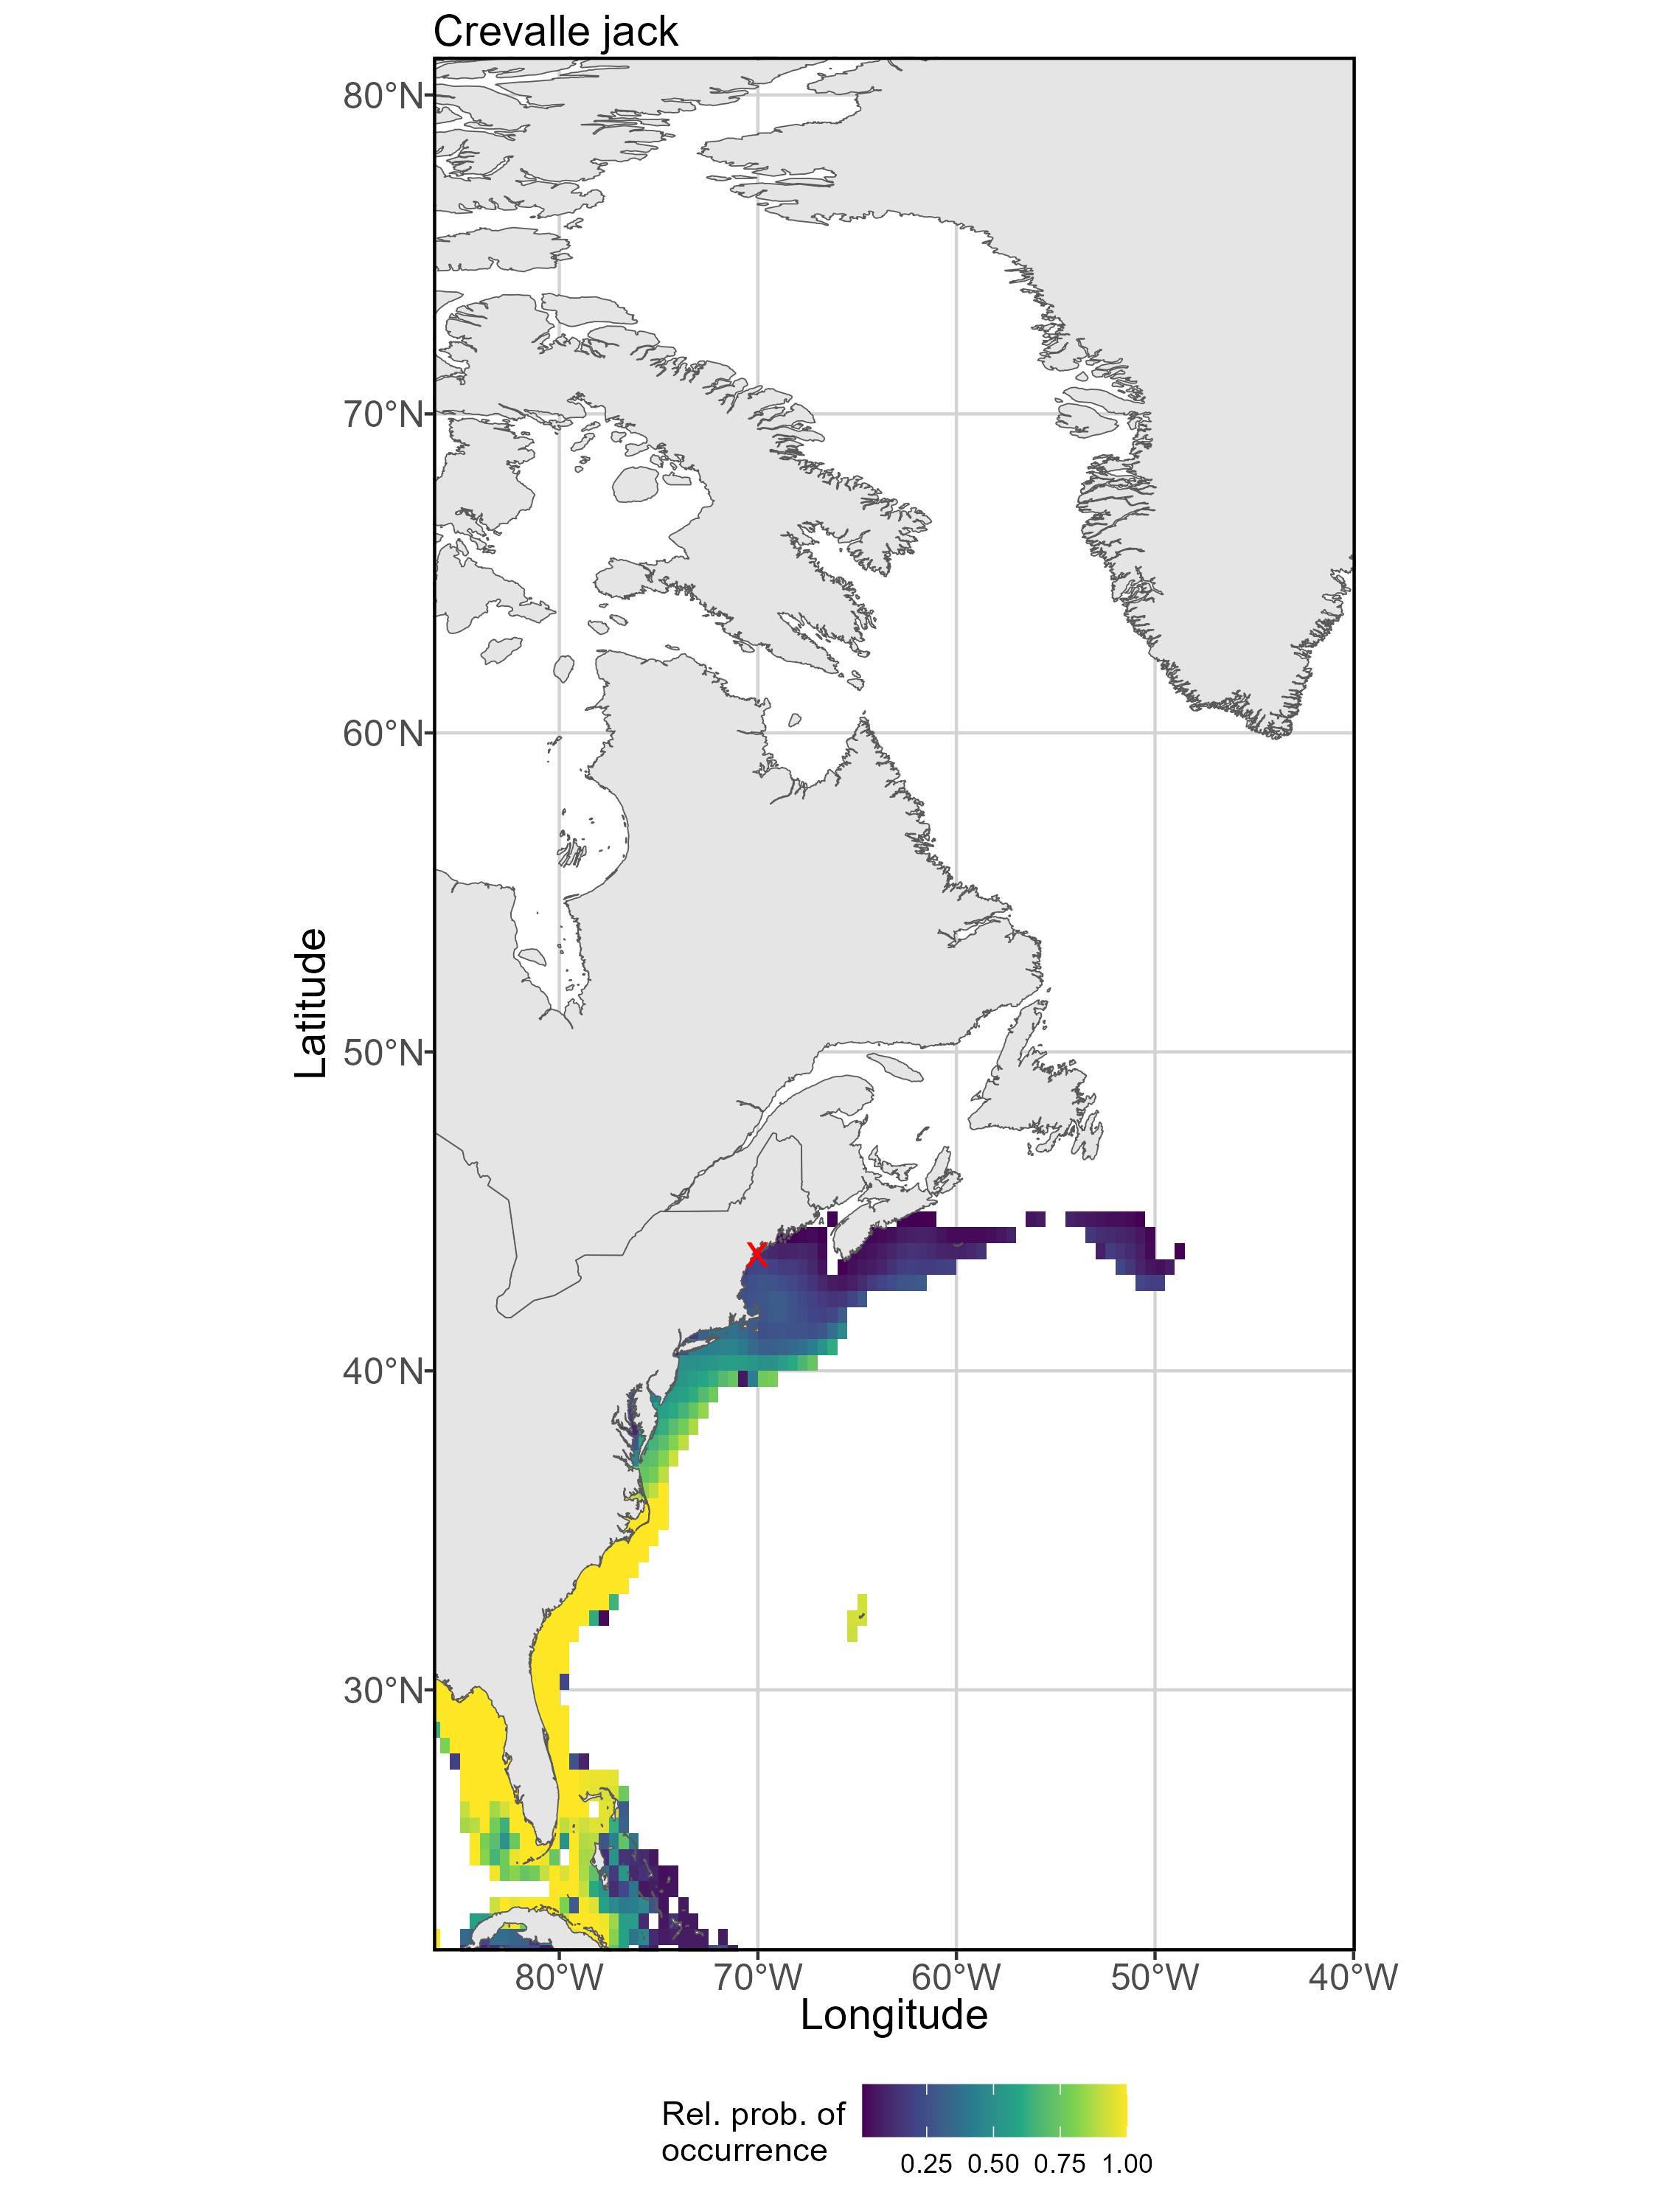 Crevalle jack
80°N
70°N
60°N
50°N
40°N
30°N
Latitude
X
80°W 70°W 60°W 50°W 40°W
Longitude
Rel. prob. of
occurrence
0.25 0.50 0.75 1.00